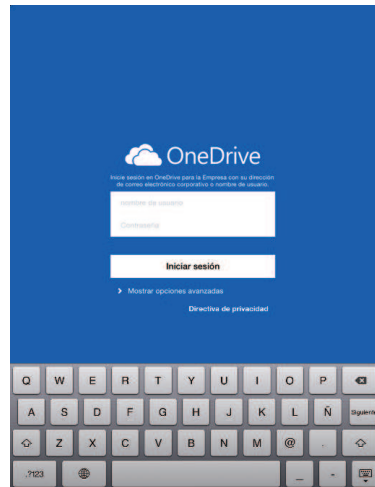 OneDrive
Inicie sesión en OneDrive para la Empresa con su dirección
de correo electrónico corporativo o nombre de usuario.
nombre de usuario
Contraseña
Iniciar sesión
Mostrar opciones avanzadas
Directiva de privacidad
Q W E R T Y U I O P
A S D F G H J K L Ñ Siguiente
Z X C V B N M @ .
.?123 _ -